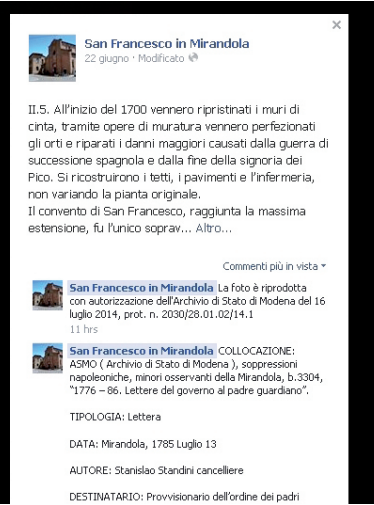 San Francesco in Mirandola
22 giugno · Modificato
II.5. All'inizio del 1700 vennero ripristinati i muri di
cinta, tramite opere di muratura vennero perfezionati
gli orti e riparati i danni maggiori causati dalla guerra di
successione spagnola e dalla fine della signoria dei
Pico. Si ricostruirono i tetti, i pavimenti e l'infermeria,
non variando la pianta originale.
Il convento di San Francesco, raggiunta la massima
estensione, fu l'unico soprav... Altro...
Commenti più in vista
San Francesco in Mirandola La foto è riprodotta
con autorizzazione dell'Archivio di Stato di Modena del 16
luglio 2014, prot. n. 2030/28.01.02/14.1
11 hrs
San Francesco in Mirandola COLLOCAZIONE:
ASMO ( Archivio di Stato di Modena ), soppressioni
napoleoniche, minori osservanti della Mirandola, b.3304,
"1776 – 86. Lettere del governo al padre guardiano".
TIPOLOGIA: Lettera
DATA: Mirandola, 1785 Luglio 13
AUTORE: Stanislao Standini cancelliere
DESTINATARIO: Provvisionario dell'ordine dei padri